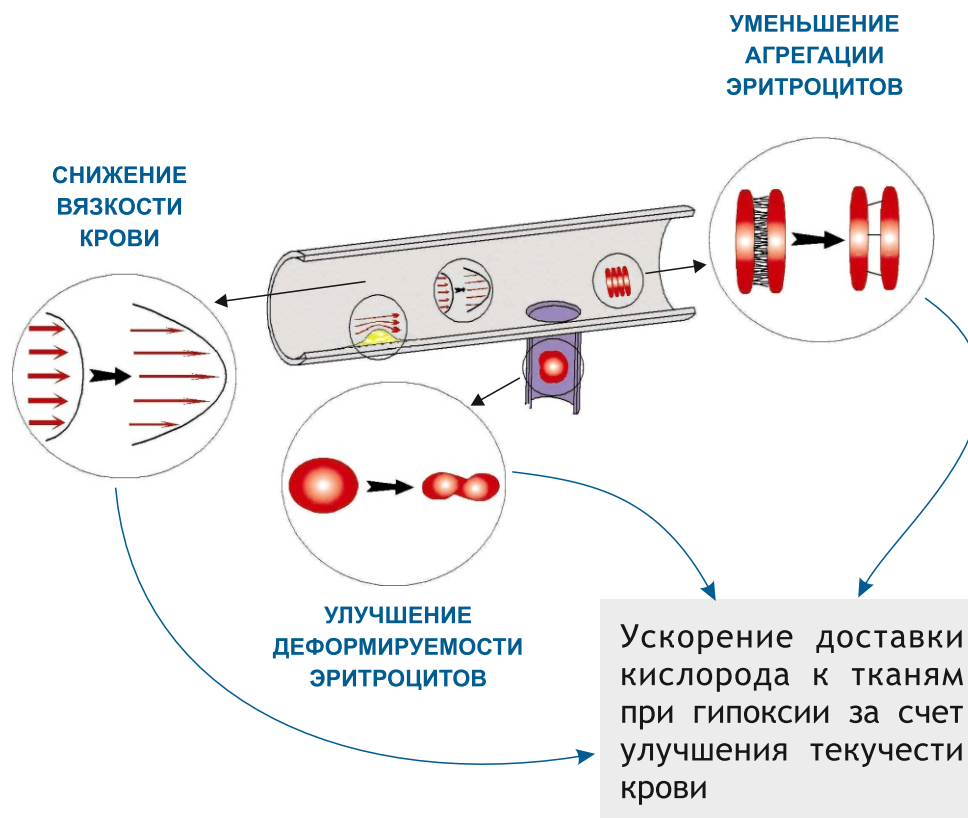 УМЕНЬШЕНИЕ
АГРЕГАЦИИ
ЭРИТРОЦИТОВ
СНИЖЕНИЕ
ВЯЗКОСТИ
КРОВИ
УЛУЧШЕНИЕ
ДЕФОРМИРУЕМОСТИ
ЭРИТРОЦИТОВ
Ускорение доставки
кислорода к тканям
при гипоксии за счет
улучшения текучести
крови